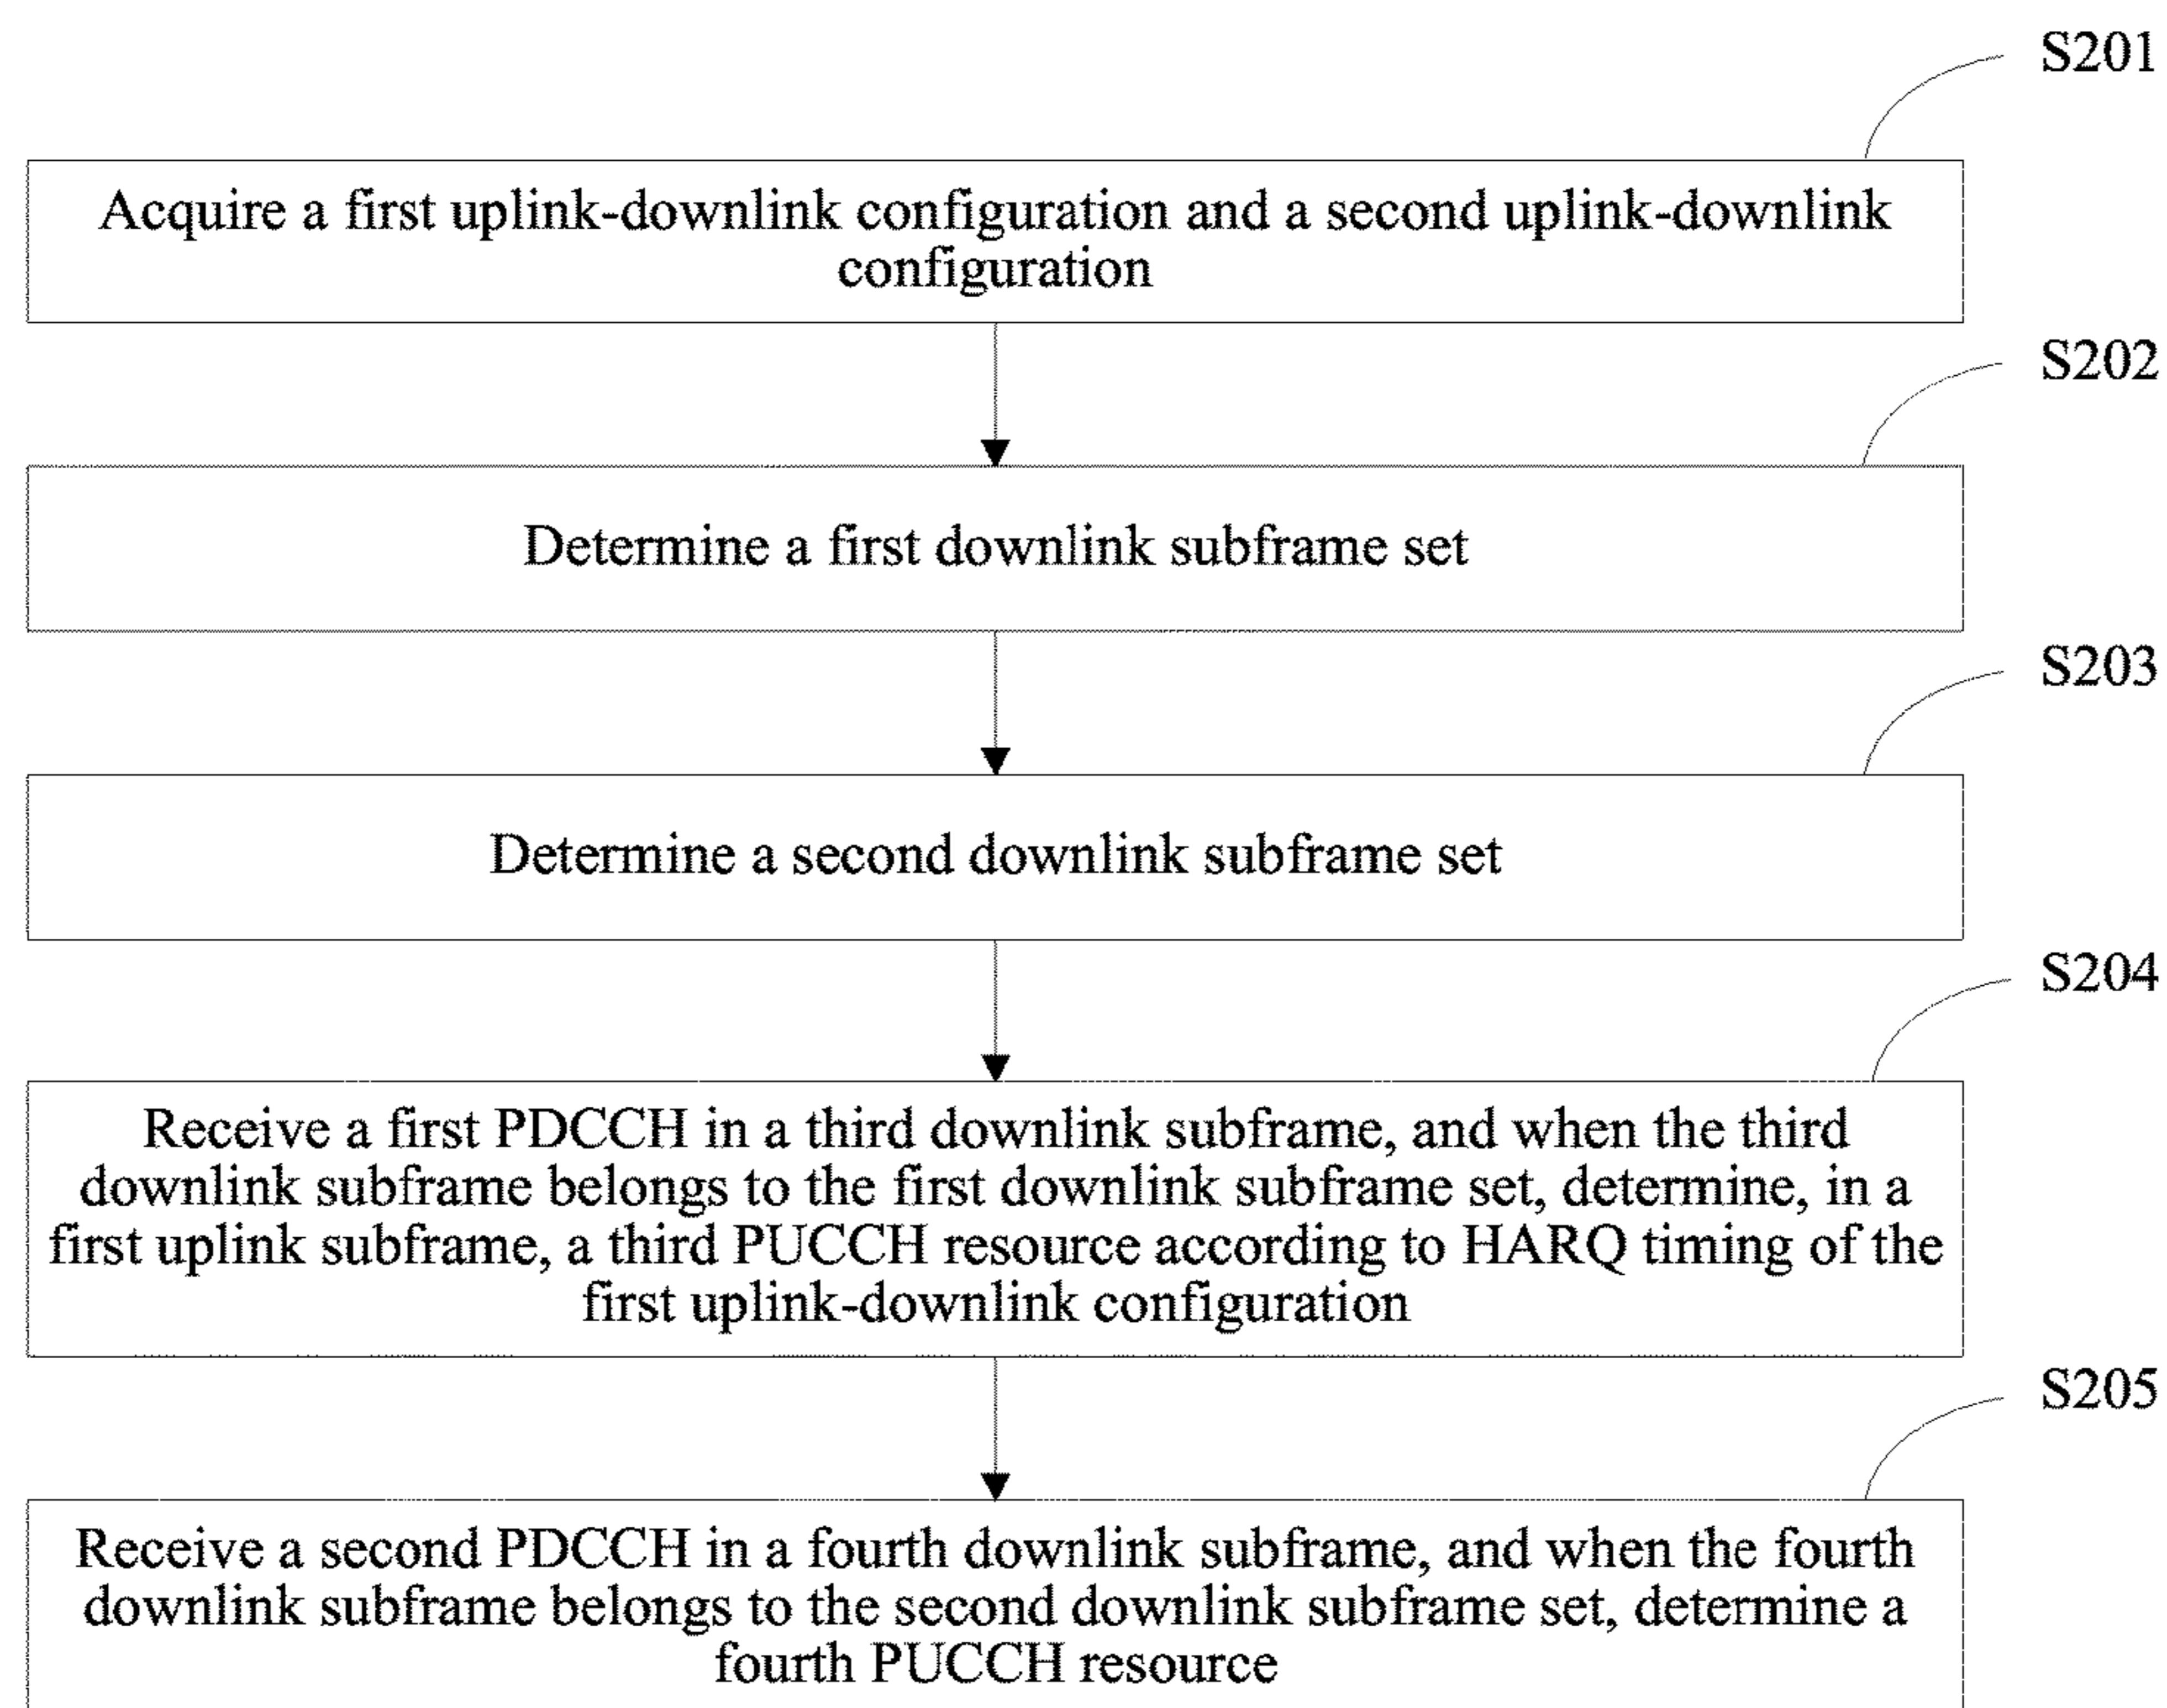 S201
Acquire a first uplink-downlink configuration and a second uplink-downlink
configuration
S202
Determine a first downlink subframe set
S203
Determine a second downlink subframe set
S204
Receive a first PDCCH in a third downlink subframe, and when the third
downlink subframe belongs to the first downlink subframe set, determine, in a
first uplink subframe, a third PUCCH resource according to HARQ timing of the
first uplink-downlink configuration
S205
Receive a second PDCCH in a fourth downlink subframe, and when the fourth
downlink subframe belongs to the second downlink subframe set, determine a
fourth PUCCH resource